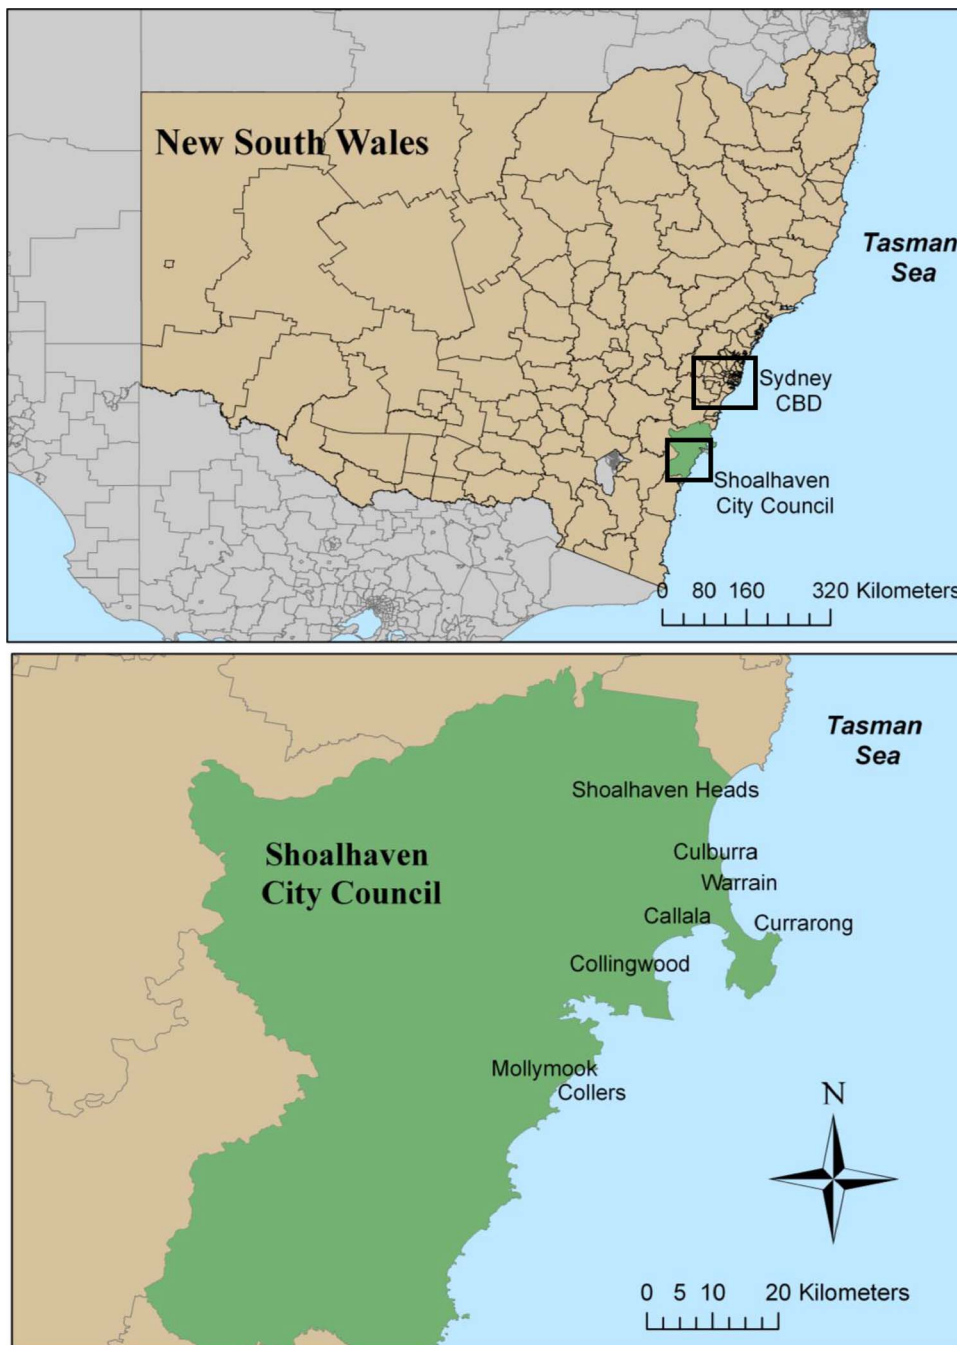 New South Wales
Tasman
Sea
Sydney
CBD
Shoalhaven
City Council
0 80 160 320 Kilometers
Tasman
Sea
Shoalhaven Heads
Culburra
Shoalhaven
City Council
Warrain
Callala
Currarong
Collingwood
Mollymook
Collers
N
0 5 10 20 Kilometers